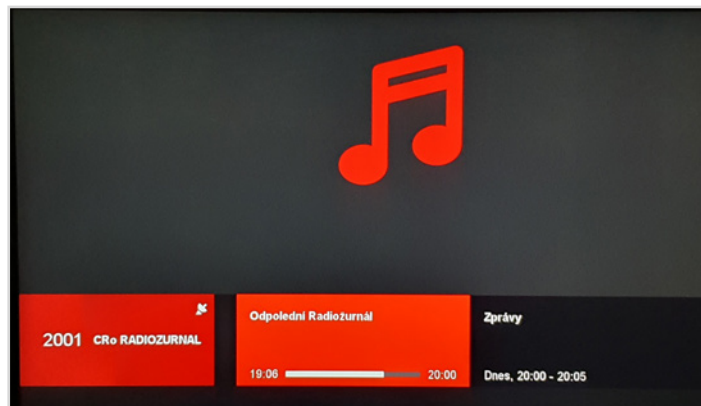 2001 CRo RADIOZURNAL
Odpolední Radiožurnál
19:06 20:00
Zprávy
Dnes, 20:00 - 20:05